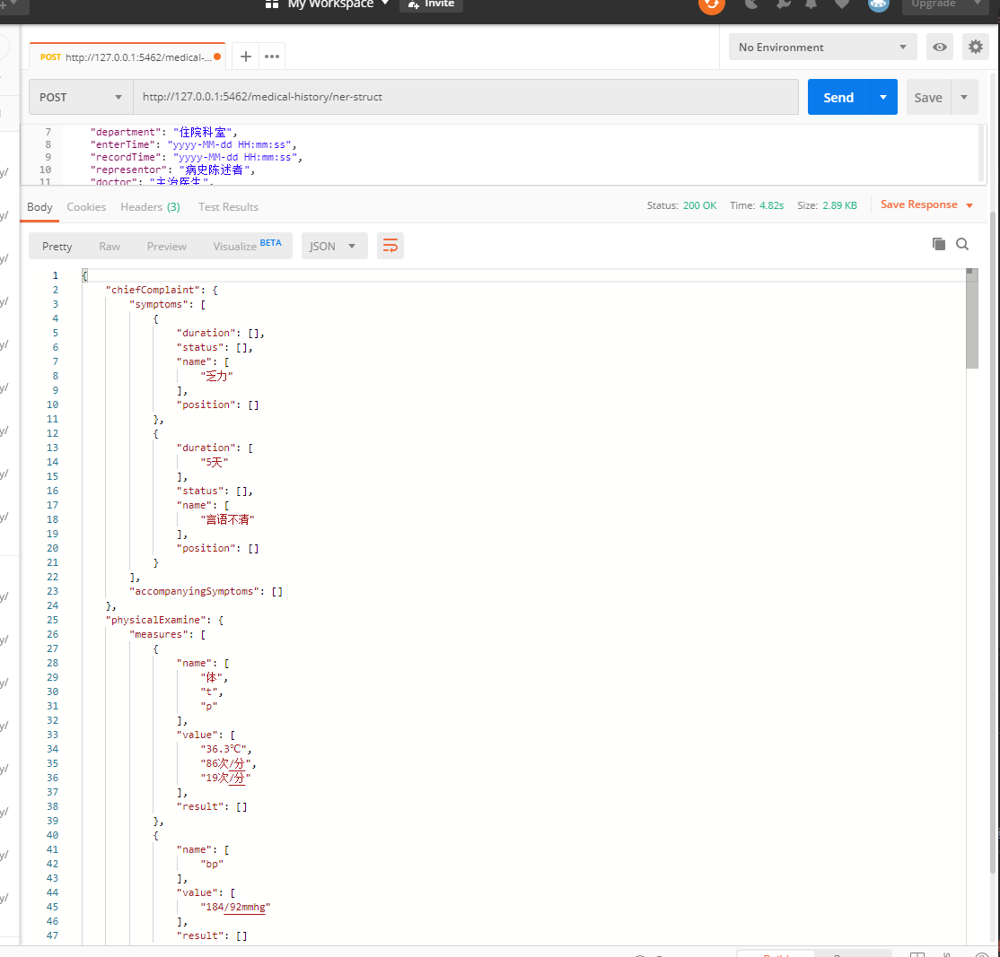 My Workspace
Invite
Upgrade
POST http://127.0.0.1:5462/medical-...
No Environment
POST
http://127.0.0.1:5462/medical-history/ner-struct
Send
Save
7 "department": "住院科室",
8 "enterTime": "yyyy-MM-dd HH:mm:ss",
9 "recordTime": "yyyy-MM-dd HH:mm:ss",
10 "representor": "病史陈述者",
11 "doctor": "主治医生",
Body Cookies Headers (3) Test Results
Status: 200 OK Time: 4.82s Size: 2.89 KB Save Response
Pretty Raw Preview Visualize BETA JSON
1 {
2 "chiefComplaint": {
3 "symptoms": [
4 {
5 "duration": [],
6 "status": [],
7 "name": [
8 "乏力"
9 ],
10 "position": []
11 },
12 {
13 "duration": [
14 "5天"
15 ],
16 "status": [],
17 "name": [
18 "言语不清"
19 ],
20 "position": []
21 }
22 ],
23 "accompanyingSymptoms": []
24 },
25 "physicalExamine": {
26 "measures": [
27 {
28 "name": [
29 "体",
30 "t",
31 "p"
32 ],
33 "value": [
34 "36.3℃",
35 "86次/分",
36 "19次/分"
37 ],
38 "result": []
39 },
40 {
41 "name": [
42 "bp"
43 ],
44 "value": [
45 "184/92mmhg"
46 ],
47 "result": []